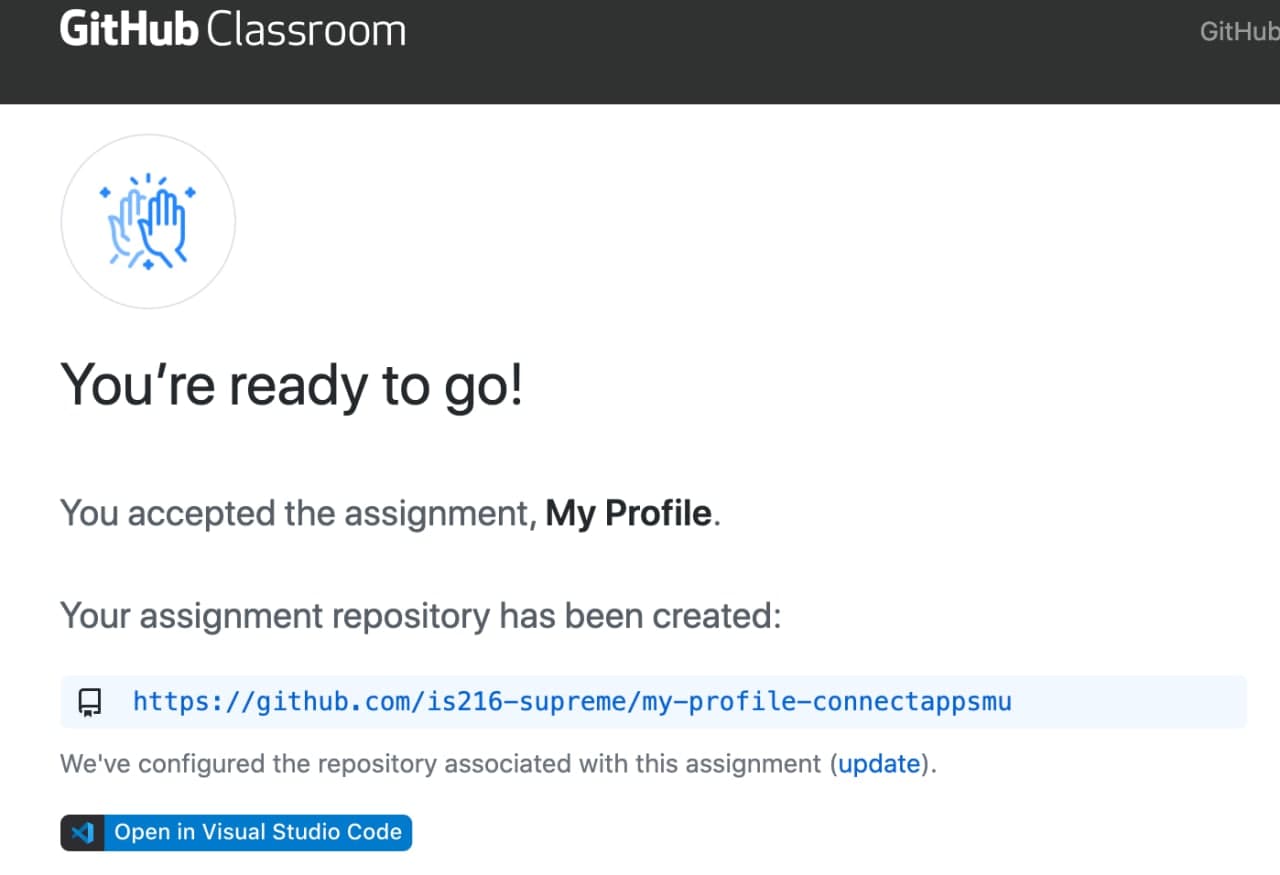 GitHub Classroom
GitHub
You're ready to go!
You accepted the assignment, My Profile.
Your assignment repository has been created:
https://github.com/is216-supreme/my-profile-connectappsmu
We've configured the repository associated with this assignment (update).
Open in Visual Studio Code